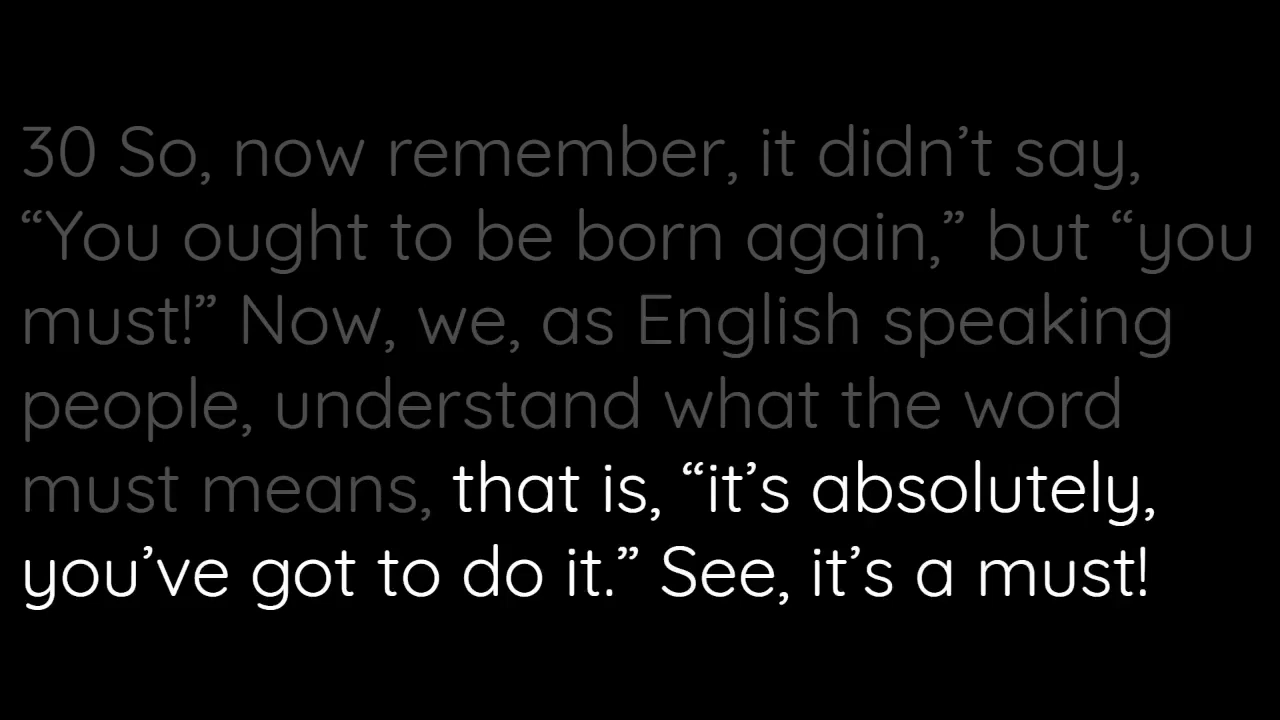 30 So, now remember, it didn’t say,
“You ought to be born again,” but “you
must!” Now, we, as English speaking
people, understand what the word
must means, that is, “it’s absolutely,
you’ve got to do it.” See, it’s a must!